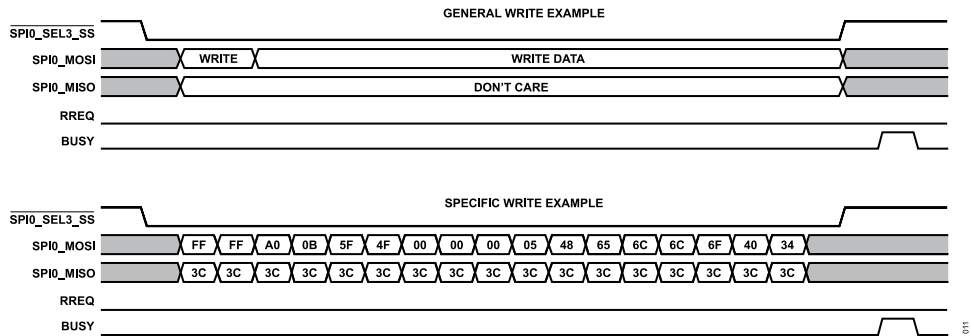 GENERAL WRITE EXAMPLE
SPI0_SEL3_SS
SPI0_MOSI WRITE WRITE DATA
SPI0_MISO DON'T CARE
RREQ
BUSY
SPECIFIC WRITE EXAMPLE
SPI0_SEL3_SS
SPI0_MOSI FF FF A0 0B 5F 4F 00 00 00 05 48 65 6C 6C 6F 40 34
SPI0_MISO 3C 3C 3C 3C 3C 3C 3C 3C 3C 3C 3C 3C 3C 3C 3C 3C 3C
RREQ
BUSY
011